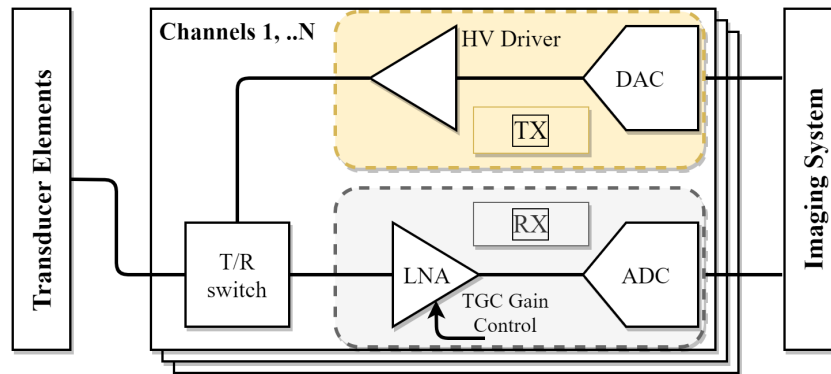 Channels 1, ..N
HV Driver
DAC
TX
Transducer Elements
Imaging System
RX
T/R
switch
LNA
ADC
TGC Gain
Control